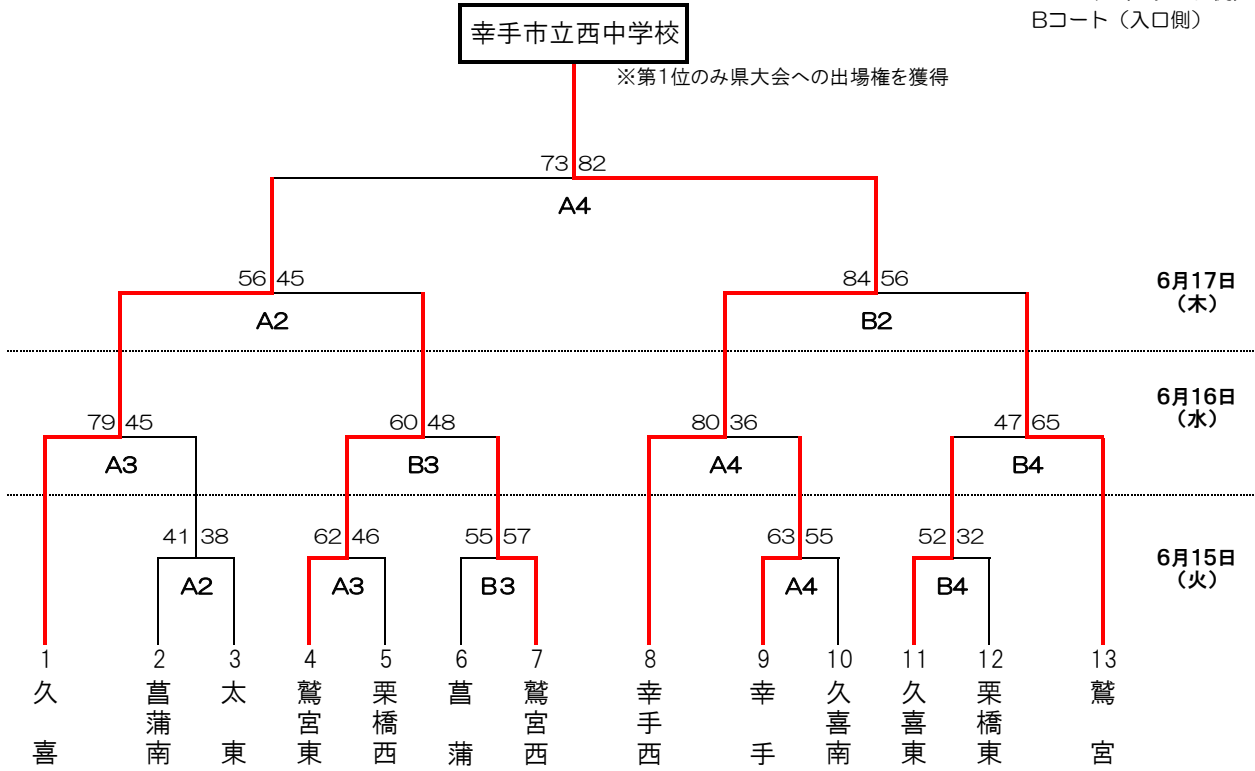 Bコート（入口側）
幸手市立西中学校
※第1位のみ県大会への出場権を獲得
73 82
A4
56 45
84 56
6月17日
（木）
A2
B2
6月16日
（水）
79 45
60 48
80 36
47 65
A3
B3
A4
B4
41 38
62 46
55 57
63 55
52 32
6月15日
（火）
A2
A3
B3
A4
B4
1 2 3 4 5 6 7 8 9 10 11 12 13
久喜
菖蒲南
太東
鷲宮東
栗橋西
菖蒲
鷲宮西
幸手西
幸手
久喜南
久喜東
栗橋東
鷲宮